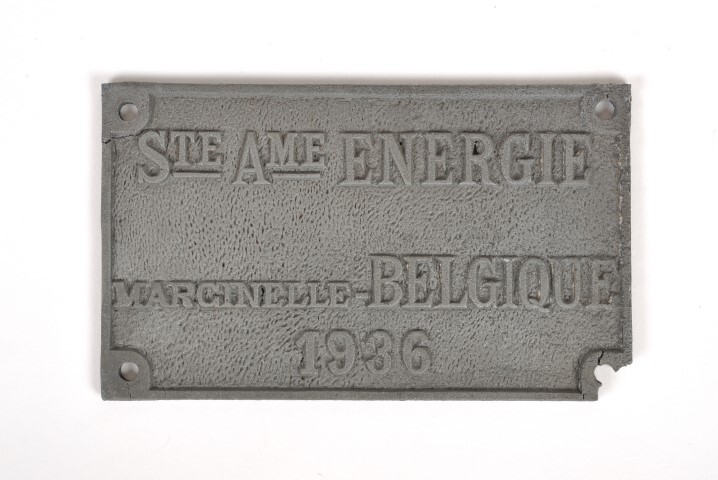 STE AME ENERGIE
MARCINELLE-BELGIQUE
1936